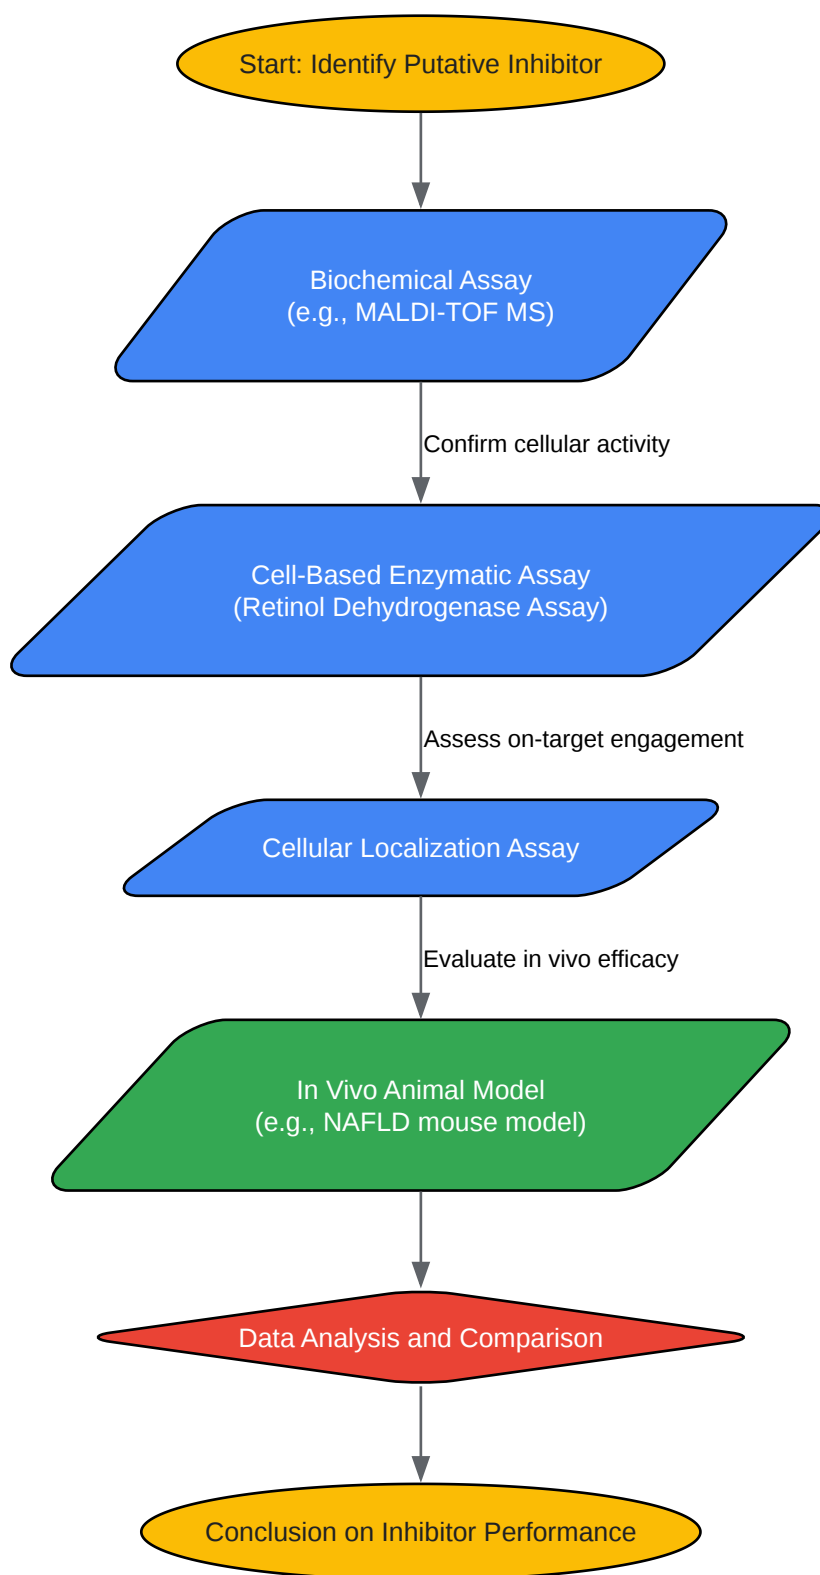 Start: Identify Putative Inhibitor
Biochemical Assay
(e.g., MALDI-TOF MS)
Confirm cellular activity
Cell-Based Enzymatic Assay
(Retinol Dehydrogenase Assay)
Assess on-target engagement
Cellular Localization Assay
Evaluate in vivo efficacy
In Vivo Animal Model
(e.g., NAFLD mouse model)
Data Analysis and Comparison
Conclusion on Inhibitor Performance